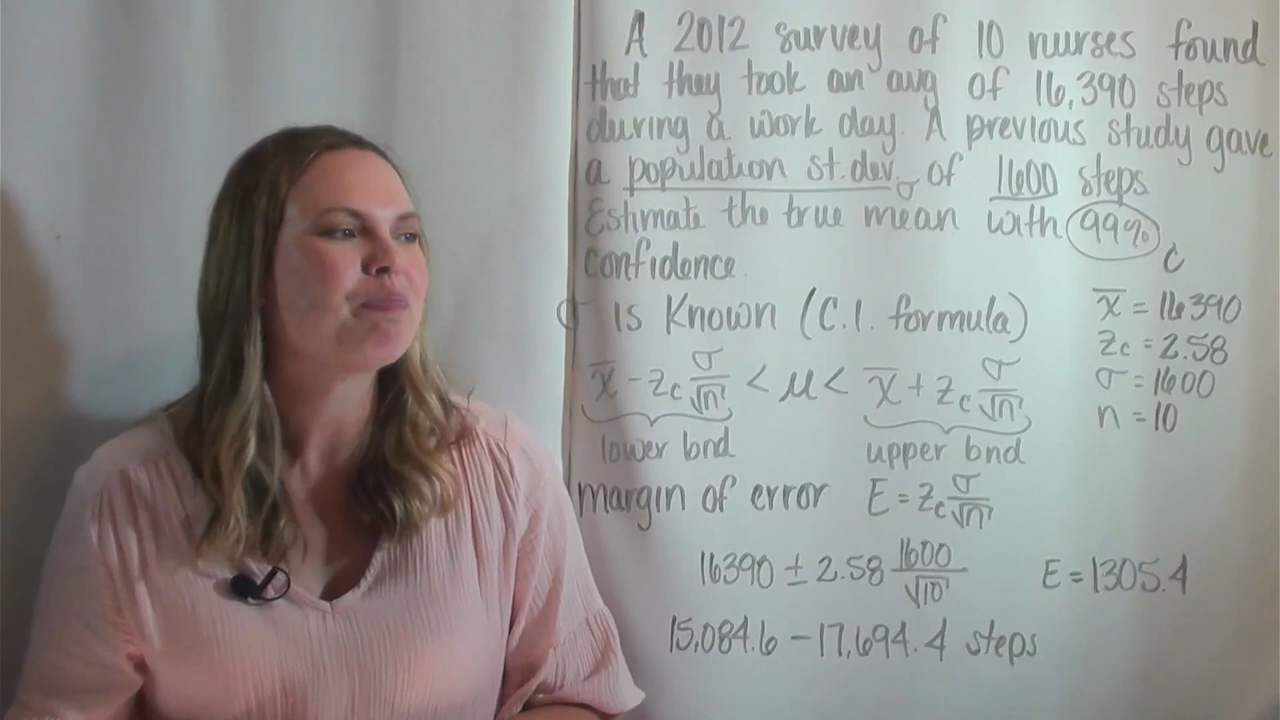 A 2012 survey of 10 nurses found
that they took an avg of 16,390 steps
during a work day. A previous study gave
a population st.dev. σ of 1600 steps
Estimate the true mean with 99%
confidence.
c
σ is known (C.I. formula)
x̄ - zc σ/√n < μ < x̄ + zc σ/√n
lower bnd upper bnd
x̄ = 16390
zc = 2.58
σ = 1600
n = 10
margin of error E = zc σ/√n
16390 ± 2.58 1600/√10 E = 1305.4
15,084.6 - 17,694.4 steps